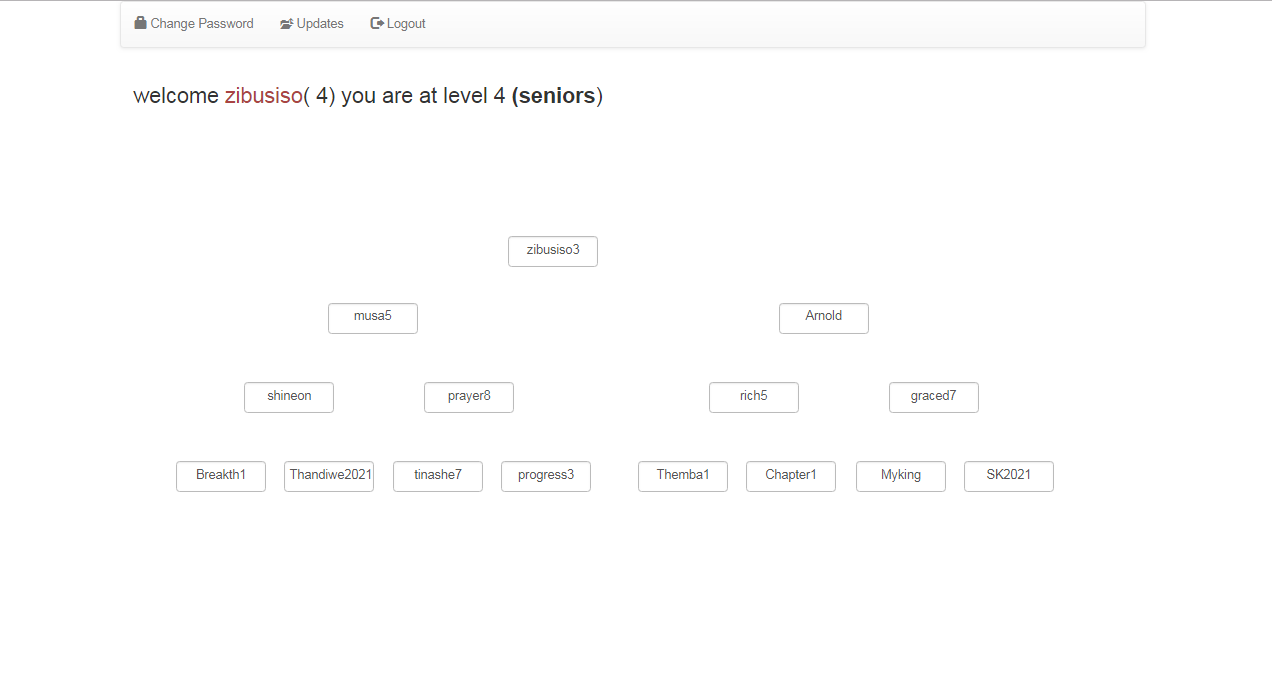 Change Password Updates Logout
welcome zibusiso( 4) you are at level 4 (seniors)
zibusiso3
musa5 Arnold
shineon prayer8 rich5 graced7
Breakth1 Thandiwe2021 tinashe7 progress3 Themba1 Chapter1 Myking SK2021